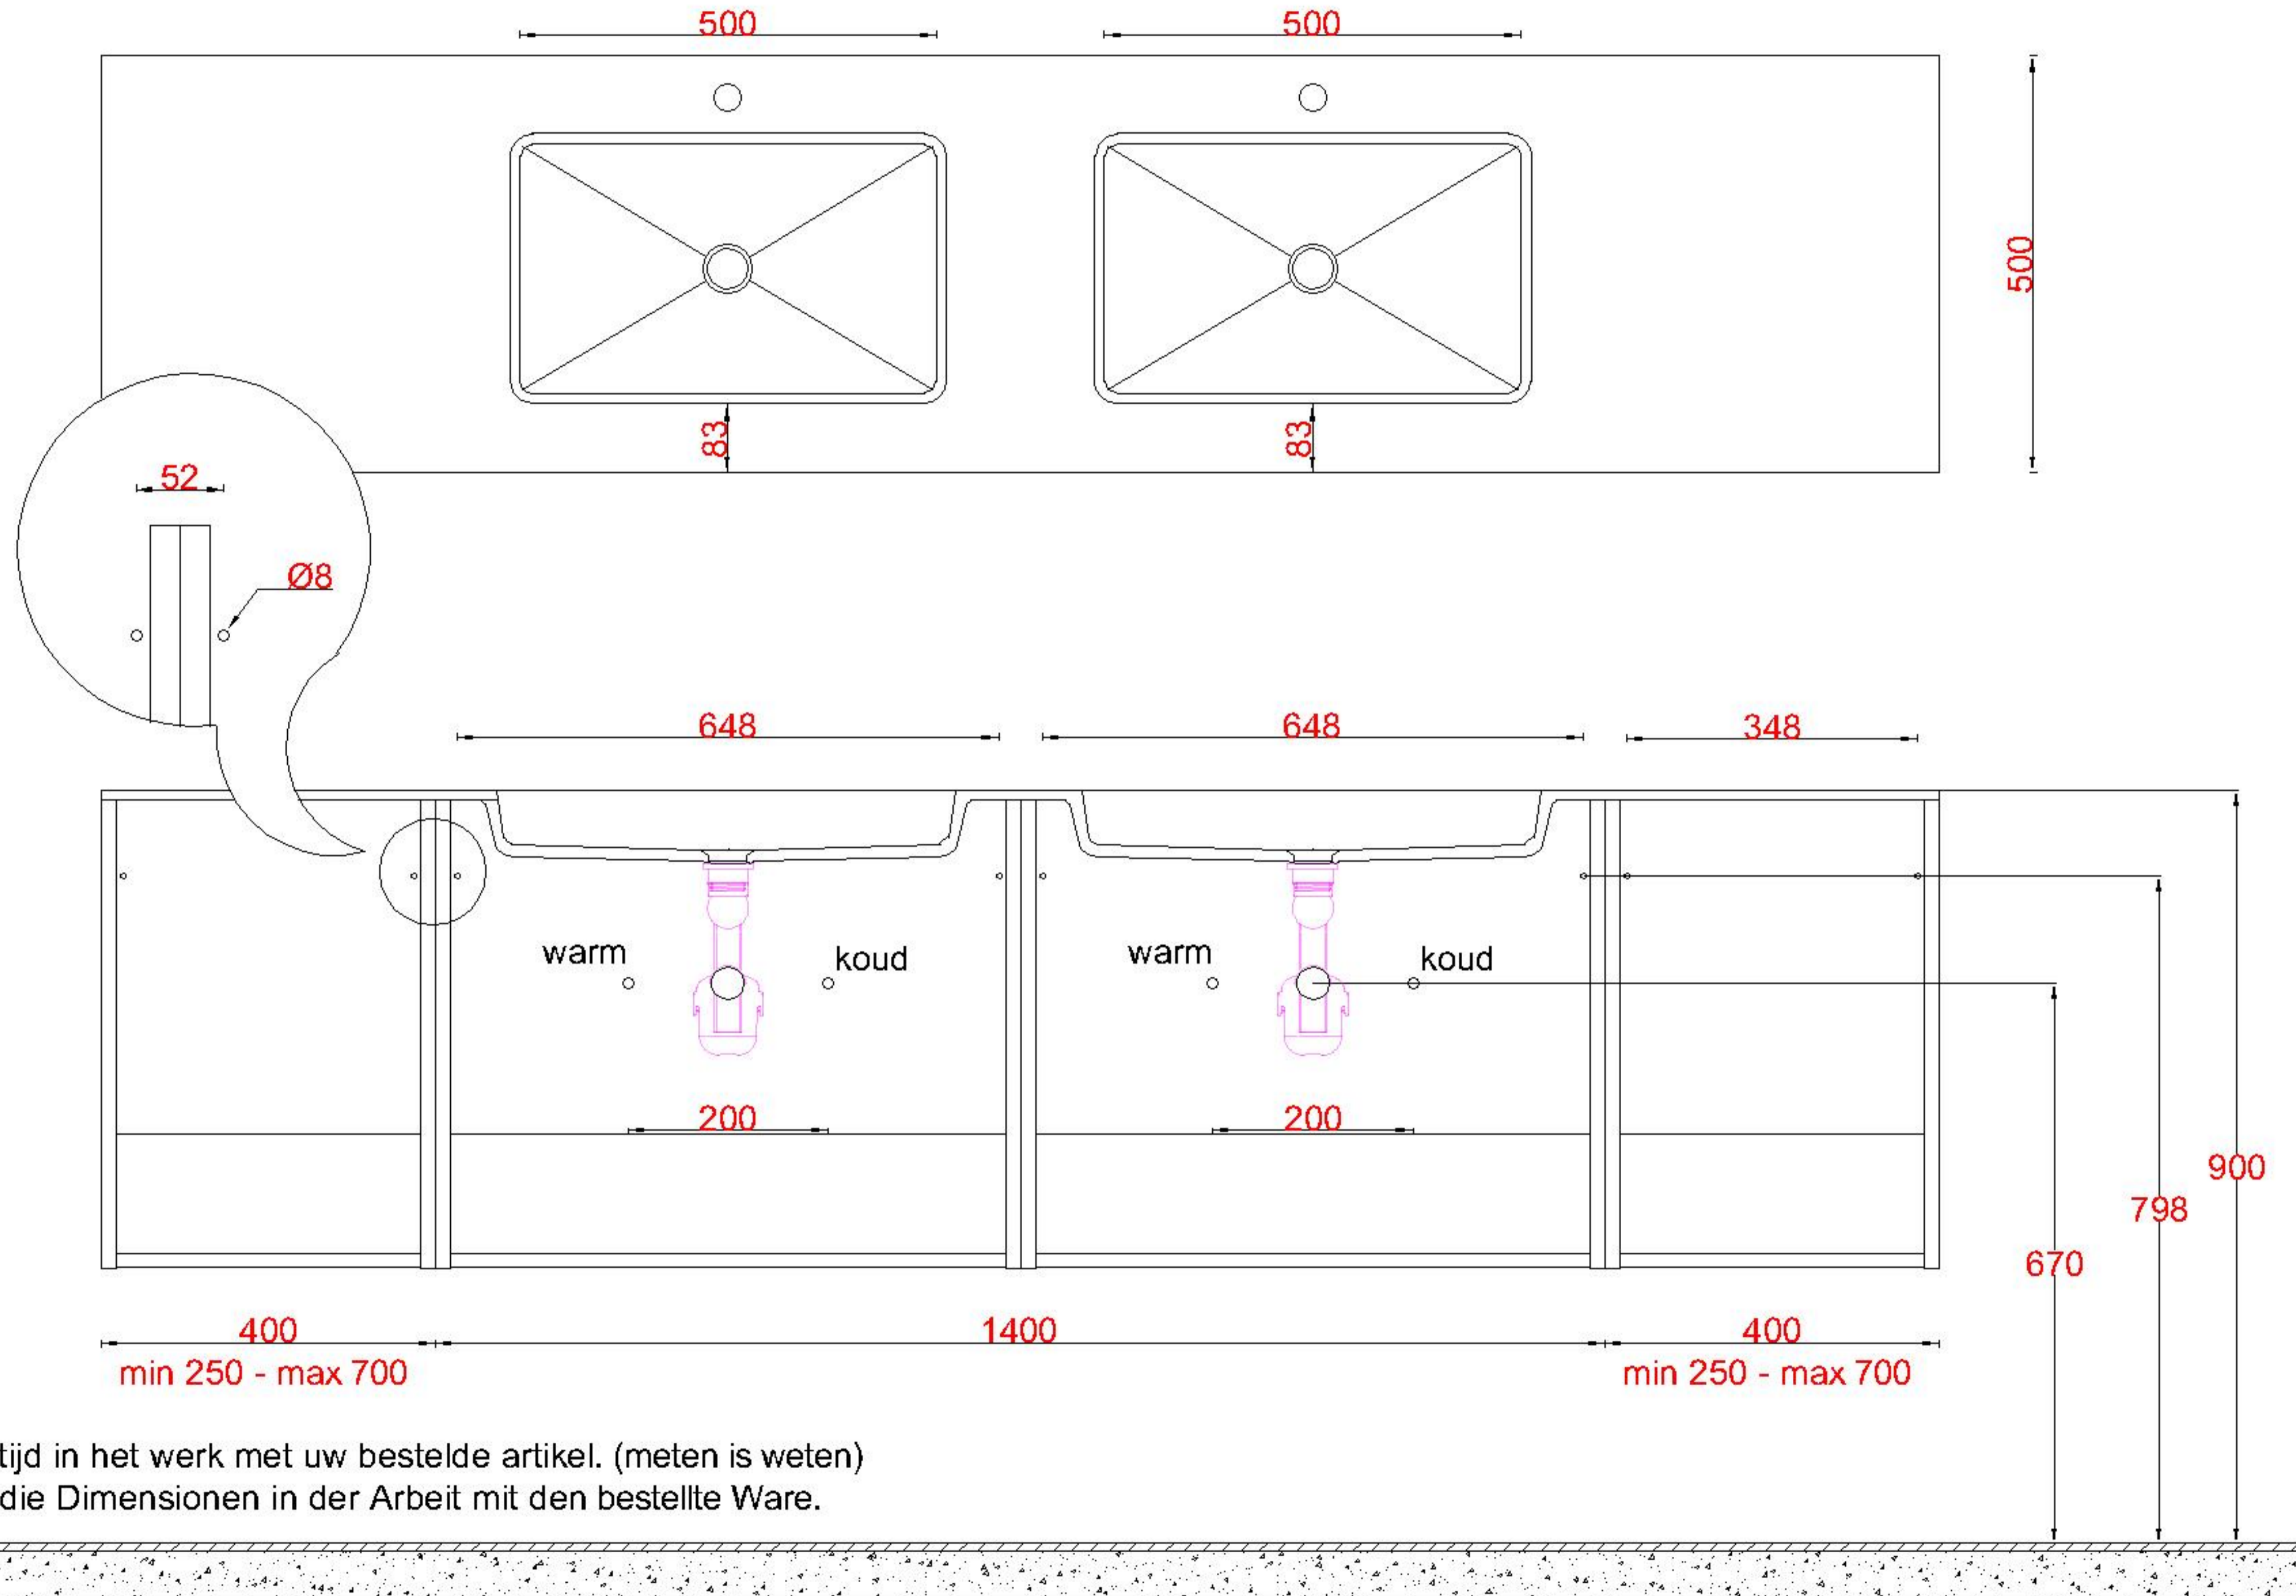 500 500
500
83 83
52
Ø8
648 648 348
warm koud warm koud
200 200
900
798
670
400 1400 400
min 250 - max 700 min 250 - max 700
tijd in het werk met uw bestelde artikel. (meten is weten)
die Dimensionen in der Arbeit mit den bestellte Ware.